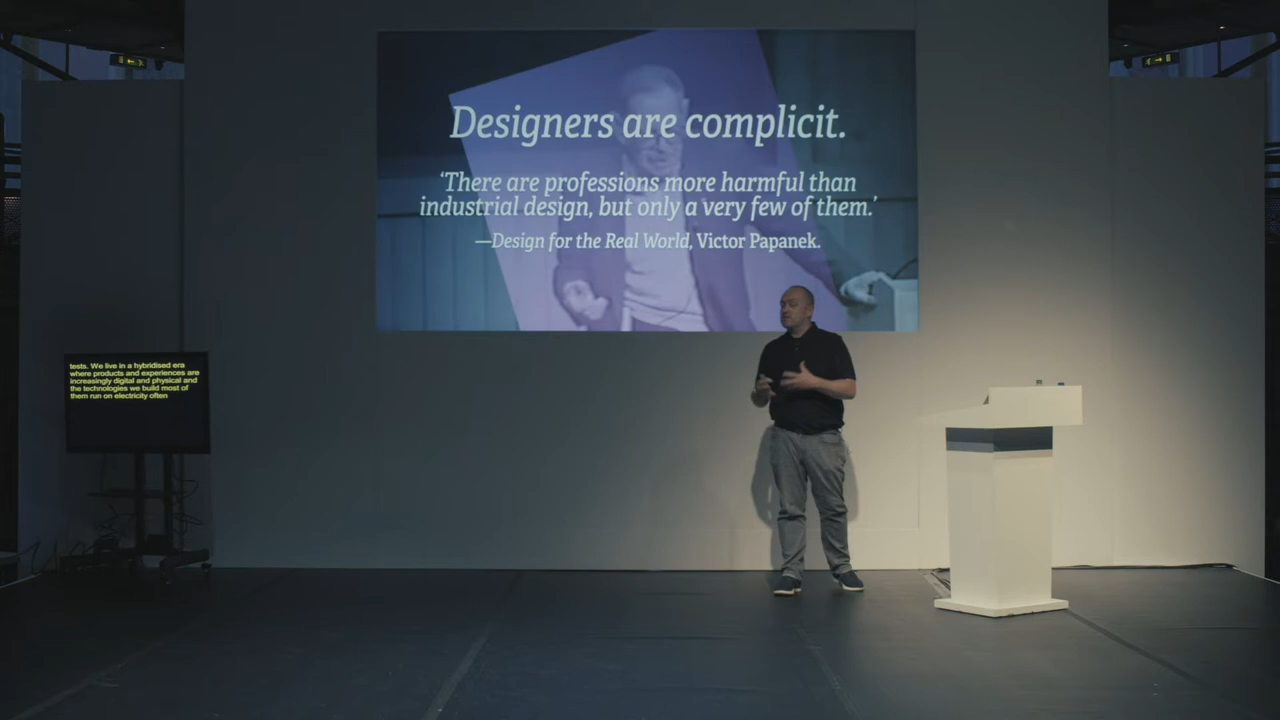 Designers are complicit.
‘There are professions more harmful than
industrial design, but only a very few of them.’
—Design for the Real World, Victor Papanek.
tests. We live in a hybridised era
where products and experiences are
increasingly digital and physical and
the technologies we build most of
them run on electricity often